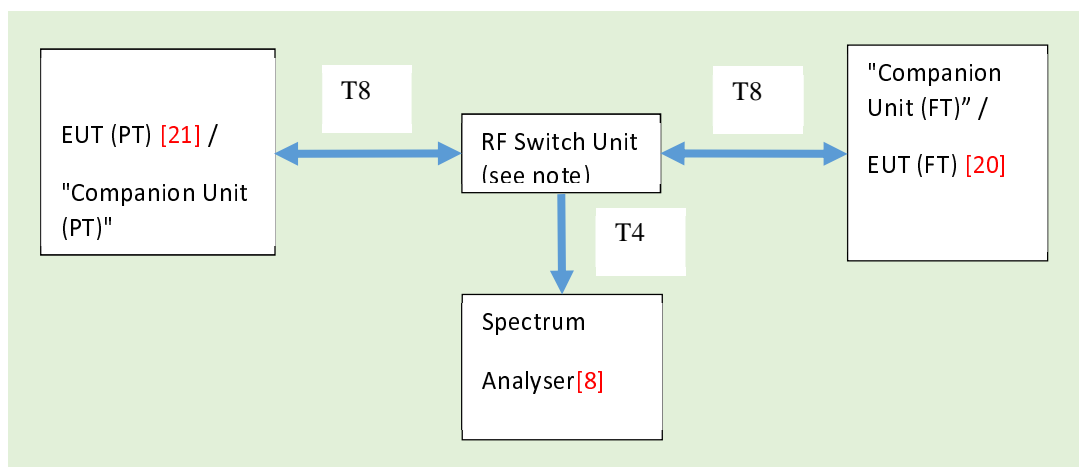 EUT (PT) [21] /
"Companion Unit
(PT)"
T8
RF Switch Unit
(see note)
T8
"Companion
Unit (FT)” /
EUT (FT) [20]
T4
Spectrum
Analyser[8]